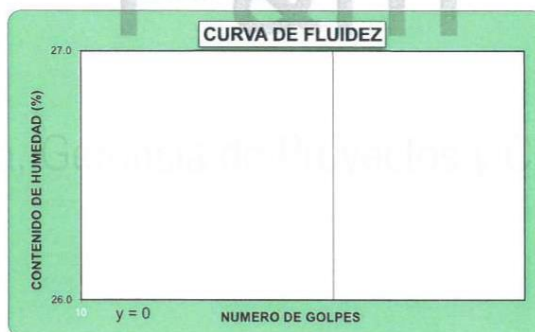 CURVA DE FLUIDEZ
27.0
CONTENIDO DE HUMEDAD (%)
26.0
10
y = 0
NUMERO DE GOLPES